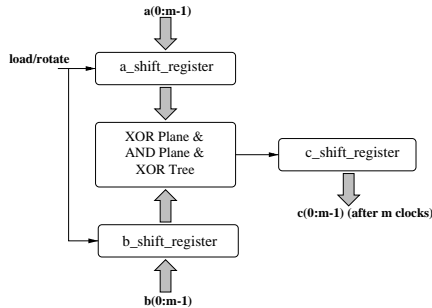 a(0:m-1)
load/rotate
a_shift_register
XOR Plane &
AND Plane &
XOR Tree
c_shift_register
c(0:m-1) (after m clocks)
b_shift_register
b(0:m-1)